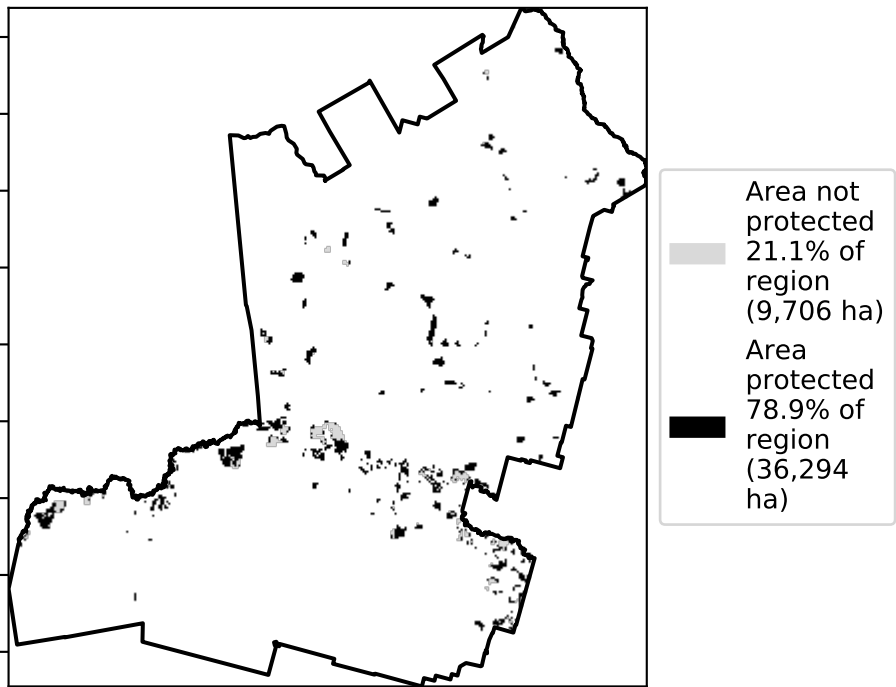 Area not
protected
21.1% of
region
(9,706 ha)
Area
protected
78.9% of
region
(36,294
ha)